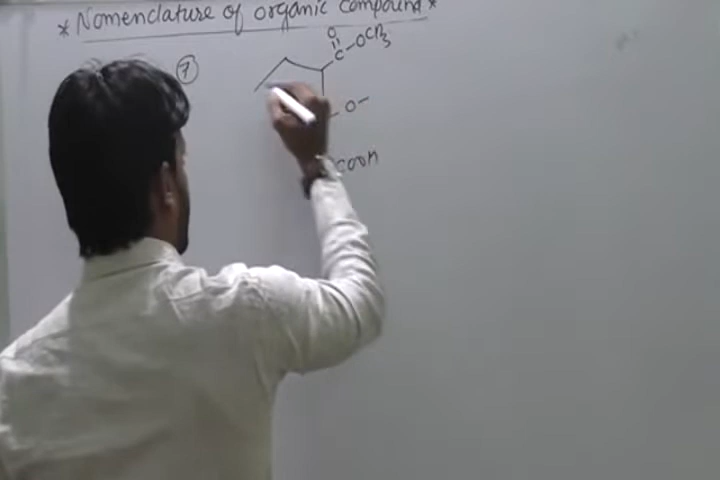 * Nomenclature of organic compound *
⑦
O
C-OCH3
O-
COOH